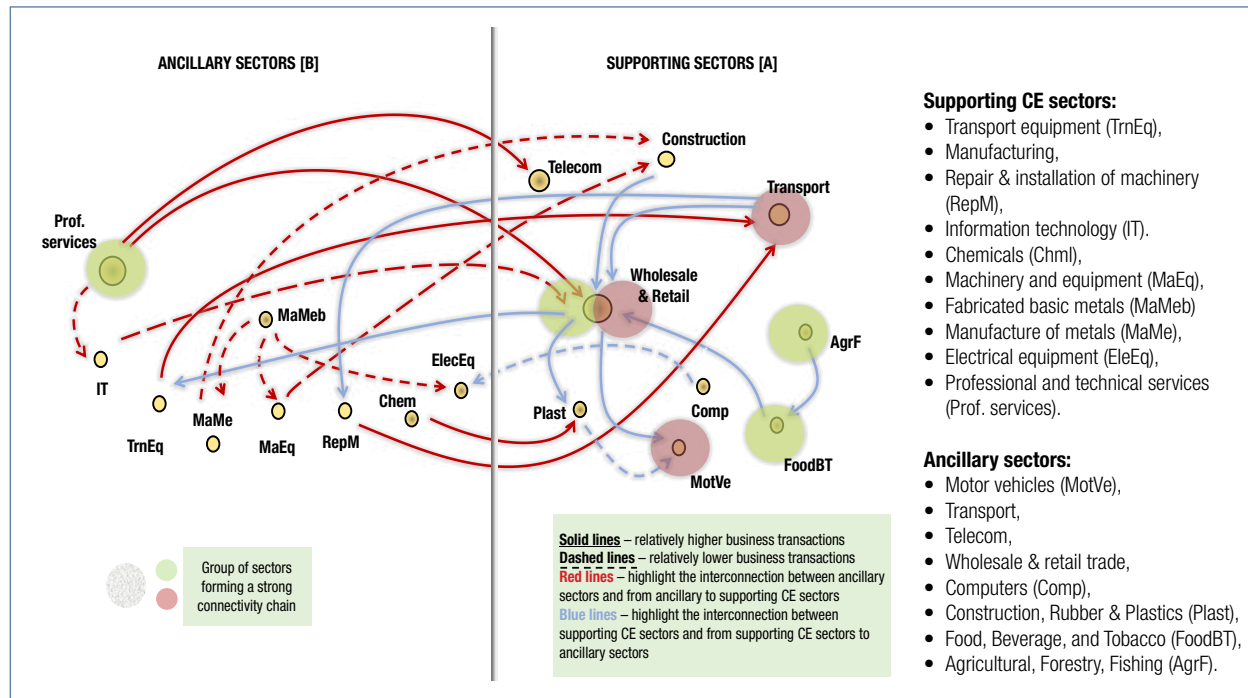 ANCILLARY SECTORS [B]
SUPPORTING SECTORS [A]
Construction
Telecom
Transport
Prof.
services
Wholesale
& Retail
MaMeb
AgrF
ElecEq
IT
Comp
Chem
Plast
TrnEq
MaMe
MaEq
RepM
FoodBT
MotVe
Group of sectors
forming a strong
connectivity chain
Solid lines – relatively higher business transactions
Dashed lines – relatively lower business transactions
Red lines – highlight the interconnection between ancillary
sectors and from ancillary to supporting CE sectors
Blue lines – highlight the interconnection between
supporting CE sectors and from supporting CE sectors to
ancillary sectors
Supporting CE sectors:
• Transport equipment (TrnEq),
• Manufacturing,
• Repair & installation of machinery
(RepM),
• Information technology (IT).
• Chemicals (Chml),
• Machinery and equipment (MaEq),
• Fabricated basic metals (MaMeb)
• Manufacture of metals (MaMe),
• Electrical equipment (EleEq),
• Professional and technical services
(Prof. services).
Ancillary sectors:
• Motor vehicles (MotVe),
• Transport,
• Telecom,
• Wholesale & retail trade,
• Computers (Comp),
• Construction, Rubber & Plastics (Plast),
• Food, Beverage, and Tobacco (FoodBT),
• Agricultural, Forestry, Fishing (AgrF).